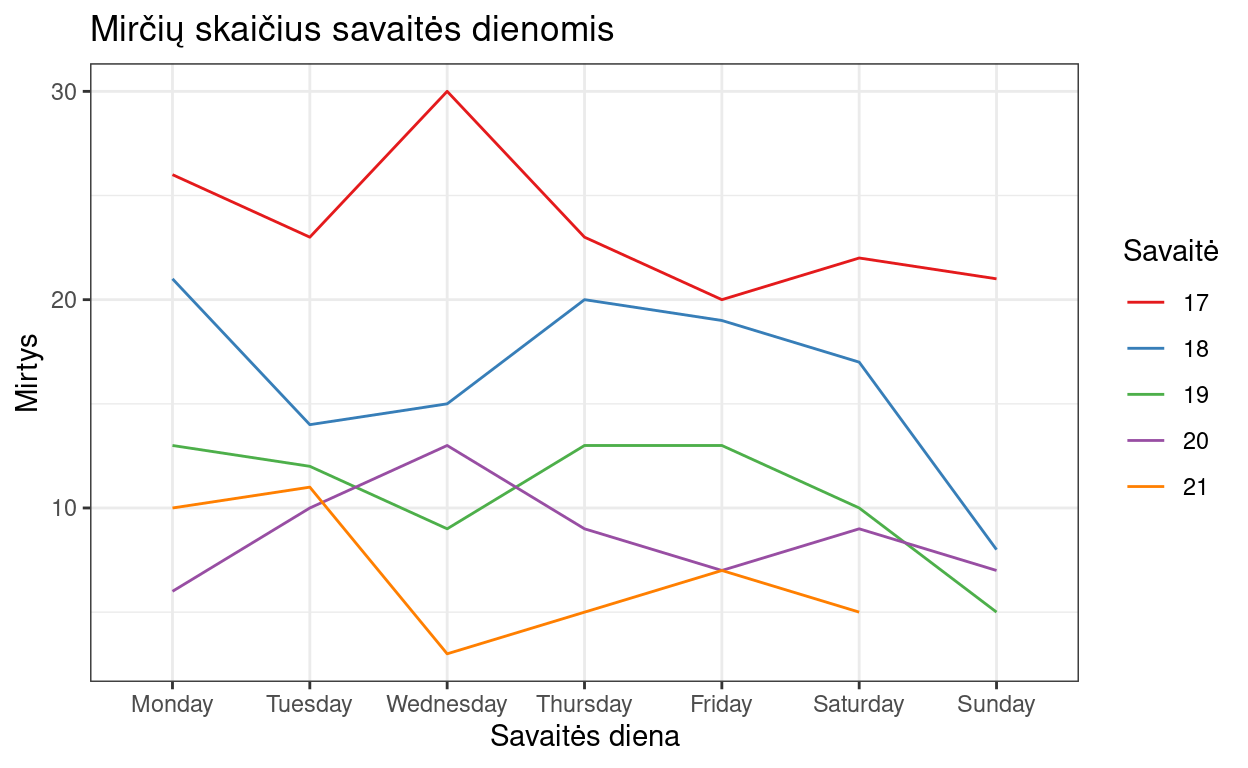 Mirčių skaičius savaitės dienomis
30
20
10
Mirtys
Monday Tuesday Wednesday Thursday Friday Saturday Sunday
Savaitės diena
Savaitė
17
18
19
20
21